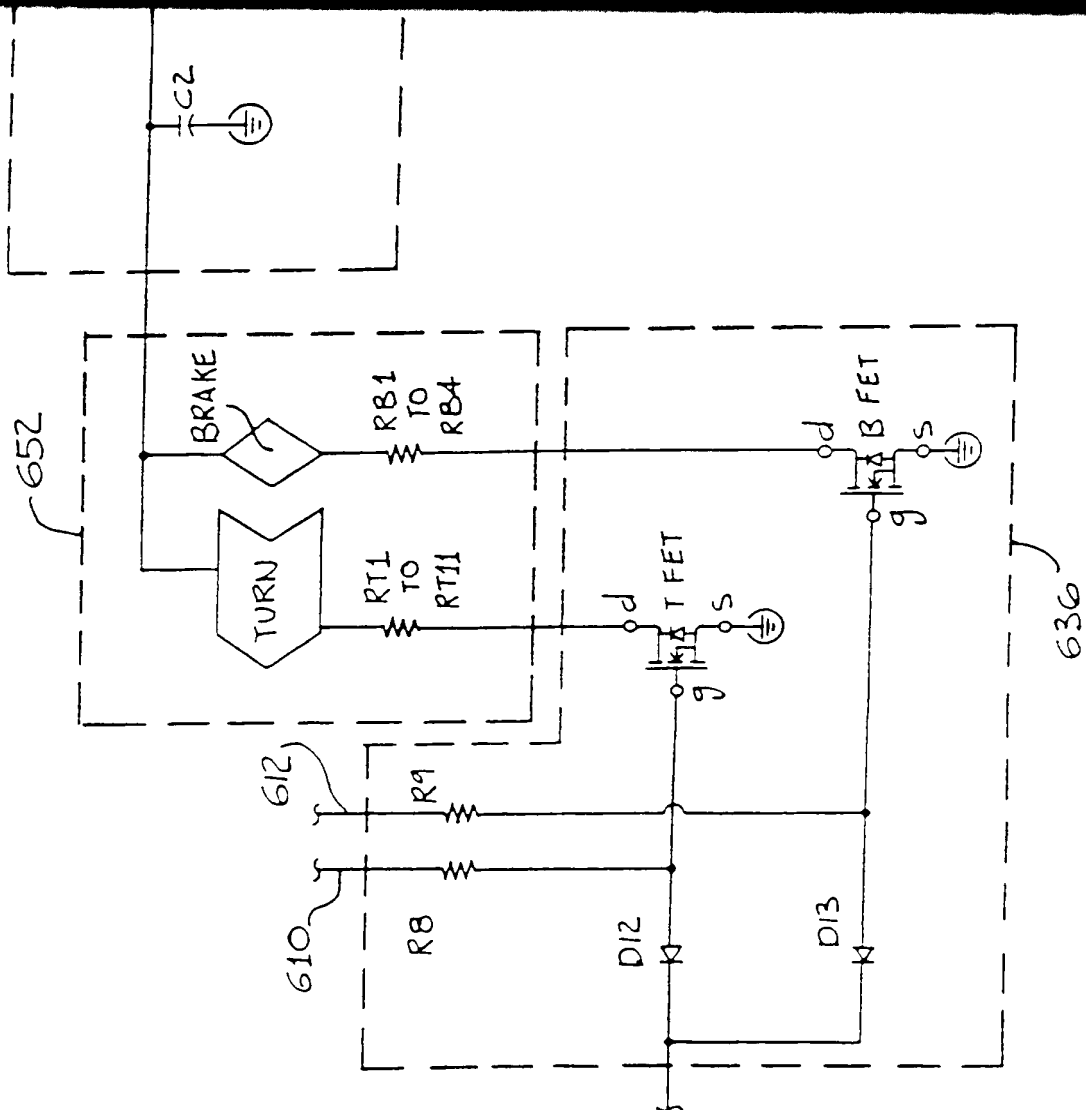 C2
652
BRAKE
RB1
TO
RB4
TURN
RT1
TO
RT11
d
B FET
s
g
d
T FET
s
g
612
R9
610
R8
D12
D13
636